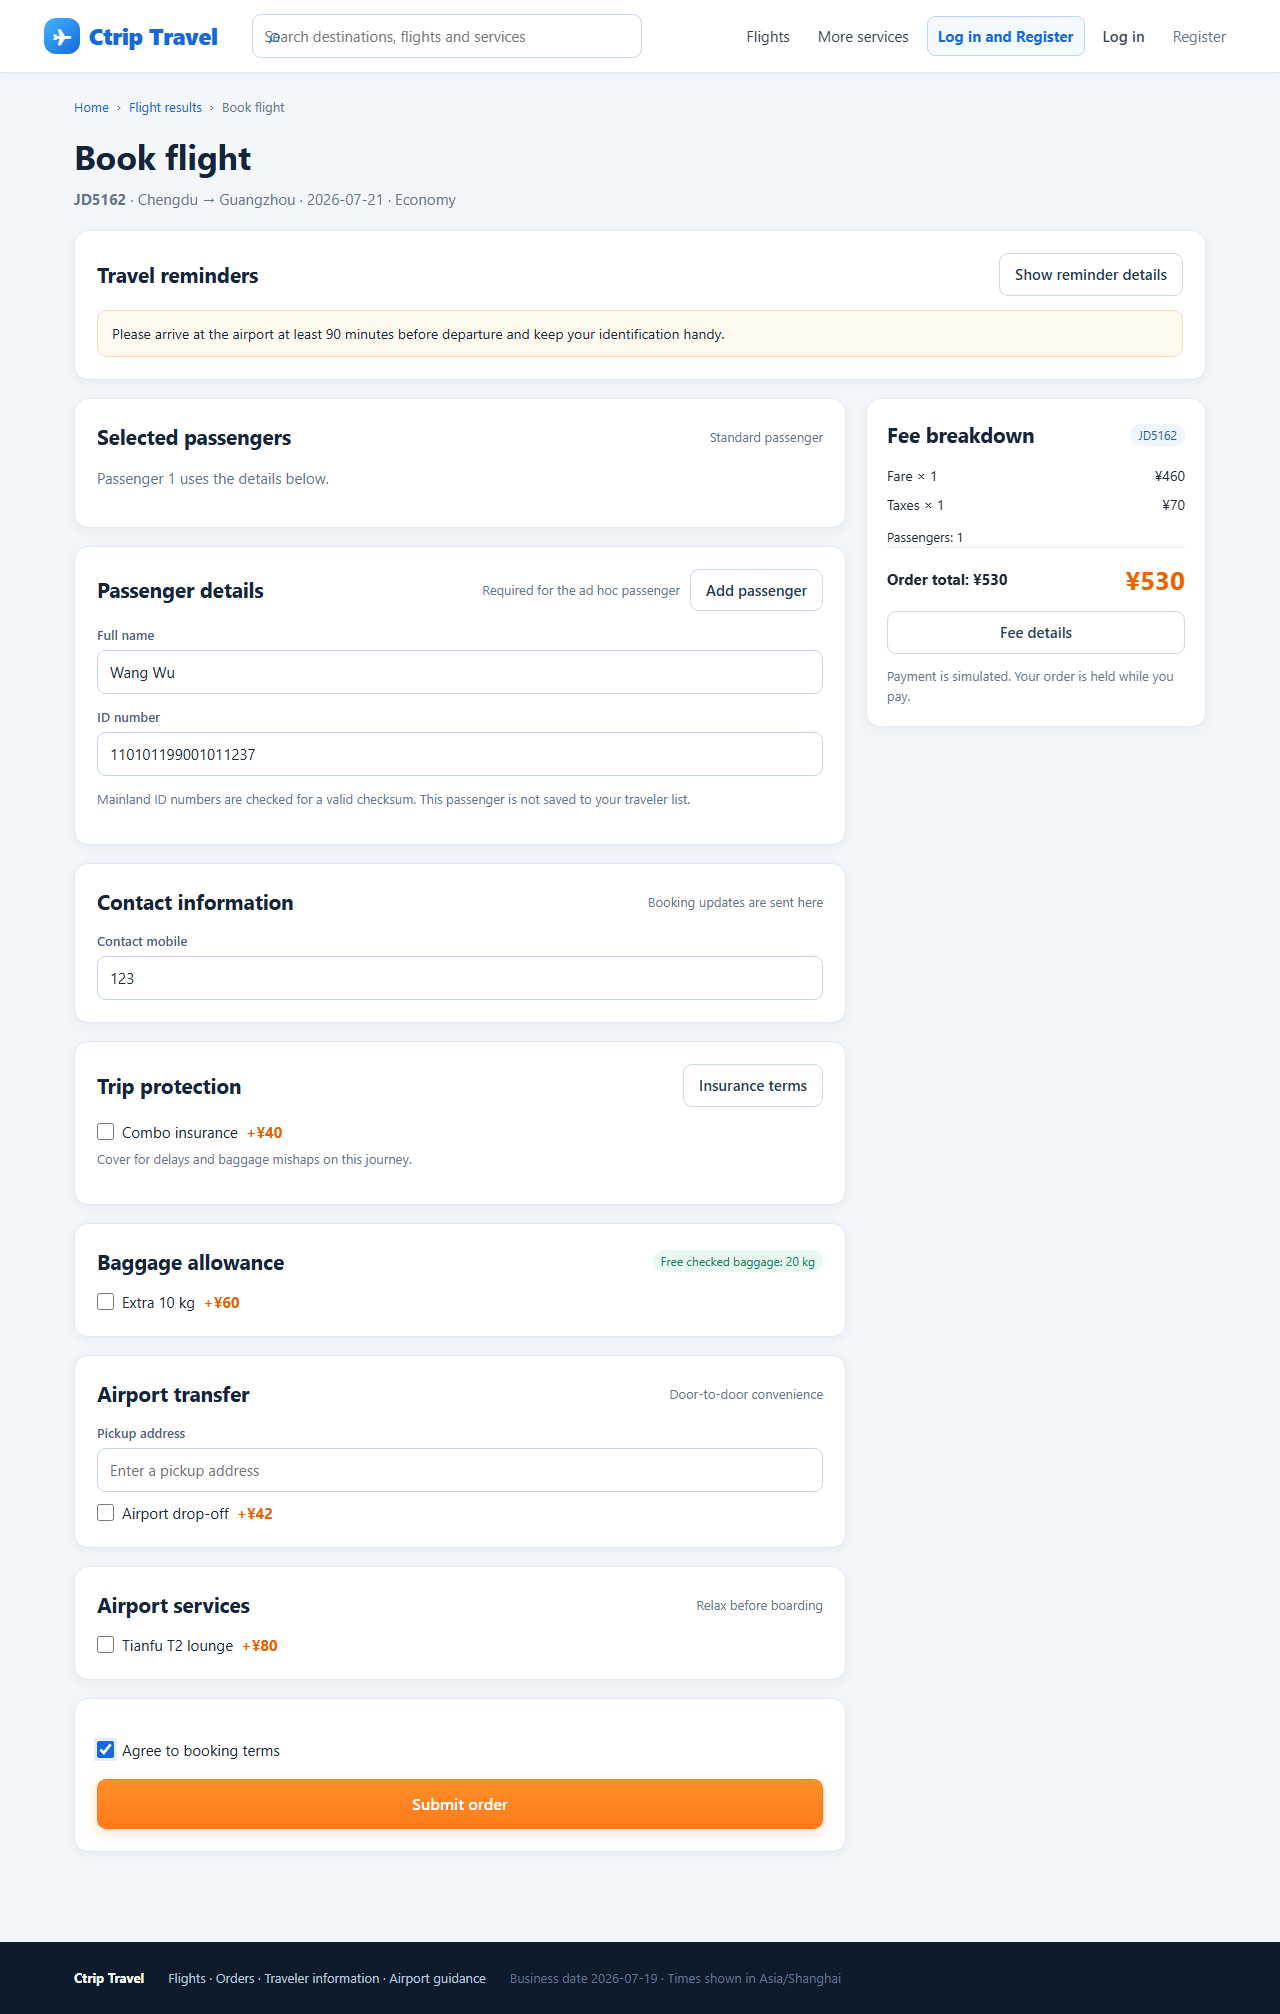 Ctrip Travel
Search destinations, flights and services
Flights
More services
Log in and Register
Log in
Register
Home › Flight results › Book flight
Book flight
JD5162 · Chengdu → Guangzhou · 2026-07-21 · Economy
Travel reminders
Show reminder details
Please arrive at the airport at least 90 minutes before departure and keep your identification handy.
Selected passengers
Standard passenger
Passenger 1 uses the details below.
Passenger details
Required for the ad hoc passenger
Add passenger
Full name
Wang Wu
ID number
110101199001011237
Mainland ID numbers are checked for a valid checksum. This passenger is not saved to your traveler list.
Contact information
Booking updates are sent here
Contact mobile
123
Trip protection
Insurance terms
Combo insurance +¥40
Cover for delays and baggage mishaps on this journey.
Baggage allowance
Free checked baggage: 20 kg
Extra 10 kg +¥60
Airport transfer
Door-to-door convenience
Pickup address
Enter a pickup address
Airport drop-off +¥42
Airport services
Relax before boarding
Tianfu T2 lounge +¥80
Agree to booking terms
Submit order
Fee breakdown
JD5162
Fare × 1 ¥460
Taxes × 1 ¥70
Passengers: 1
Order total: ¥530 ¥530
Fee details
Payment is simulated. Your order is held while you
pay.
Ctrip Travel
Flights · Orders · Traveler information · Airport guidance
Business date 2026-07-19 · Times shown in Asia/Shanghai